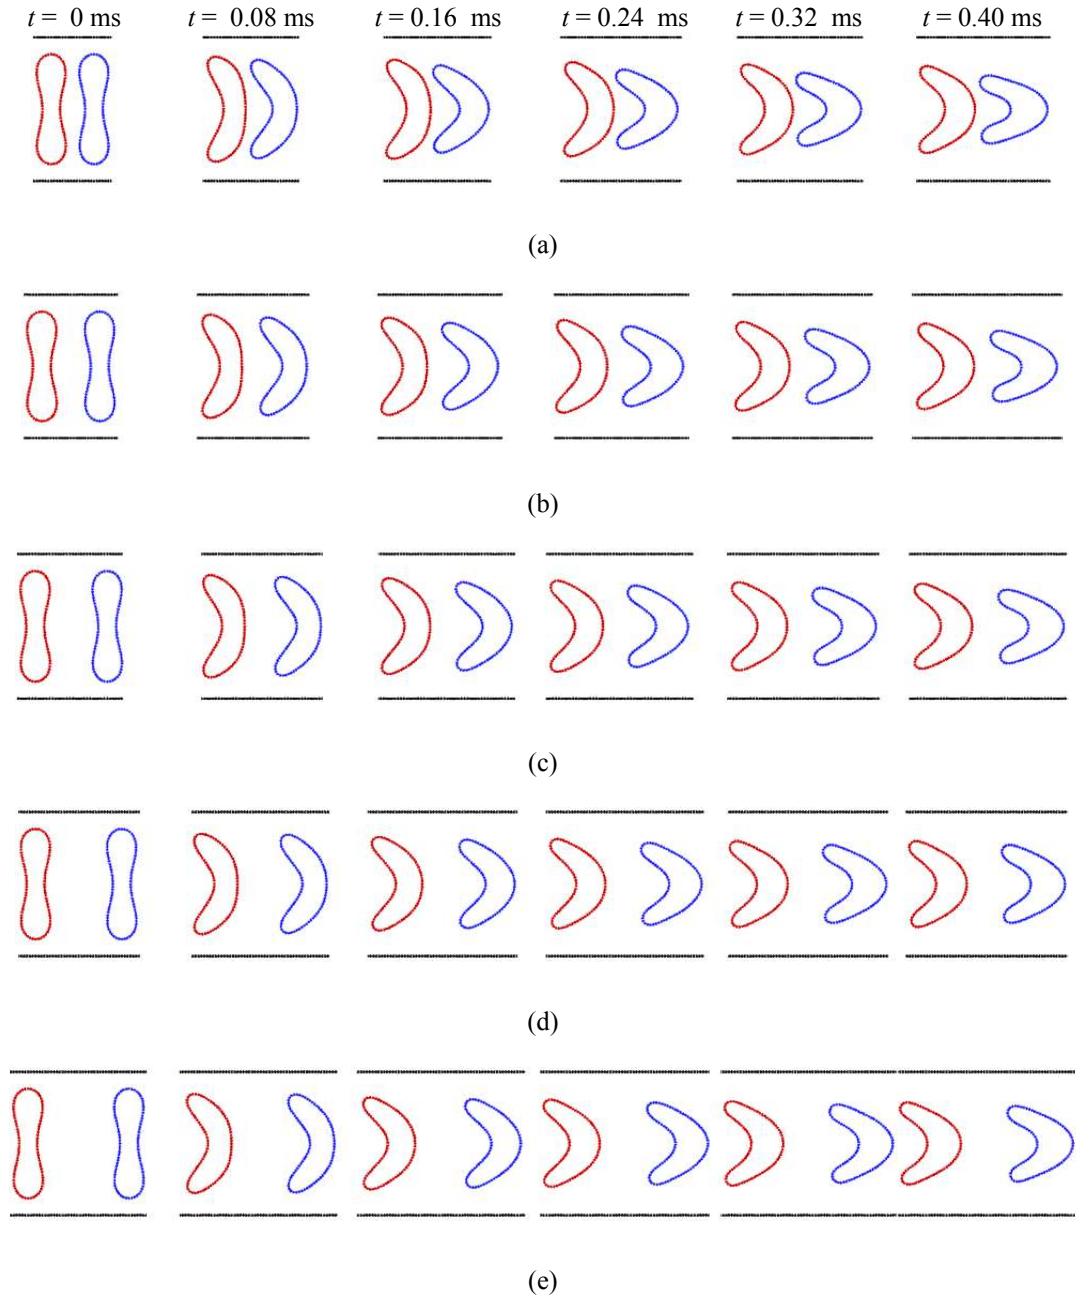 t = 0 ms t = 0.08 ms t = 0.16 ms t = 0.24 ms t = 0.32 ms t = 0.40 ms
(a)
(b)
(c)
(d)
(e)